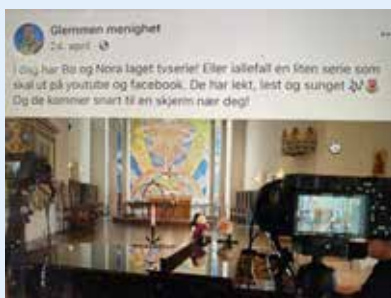 Glemmen menighet
24. april
I dag har Bo og Nora laget tvserie! Eller iallefall en liten serie som
skal ut på youtube og facebook. De har lekt, lest og sunget
Og de kommer snart til en skjerm nær deg!